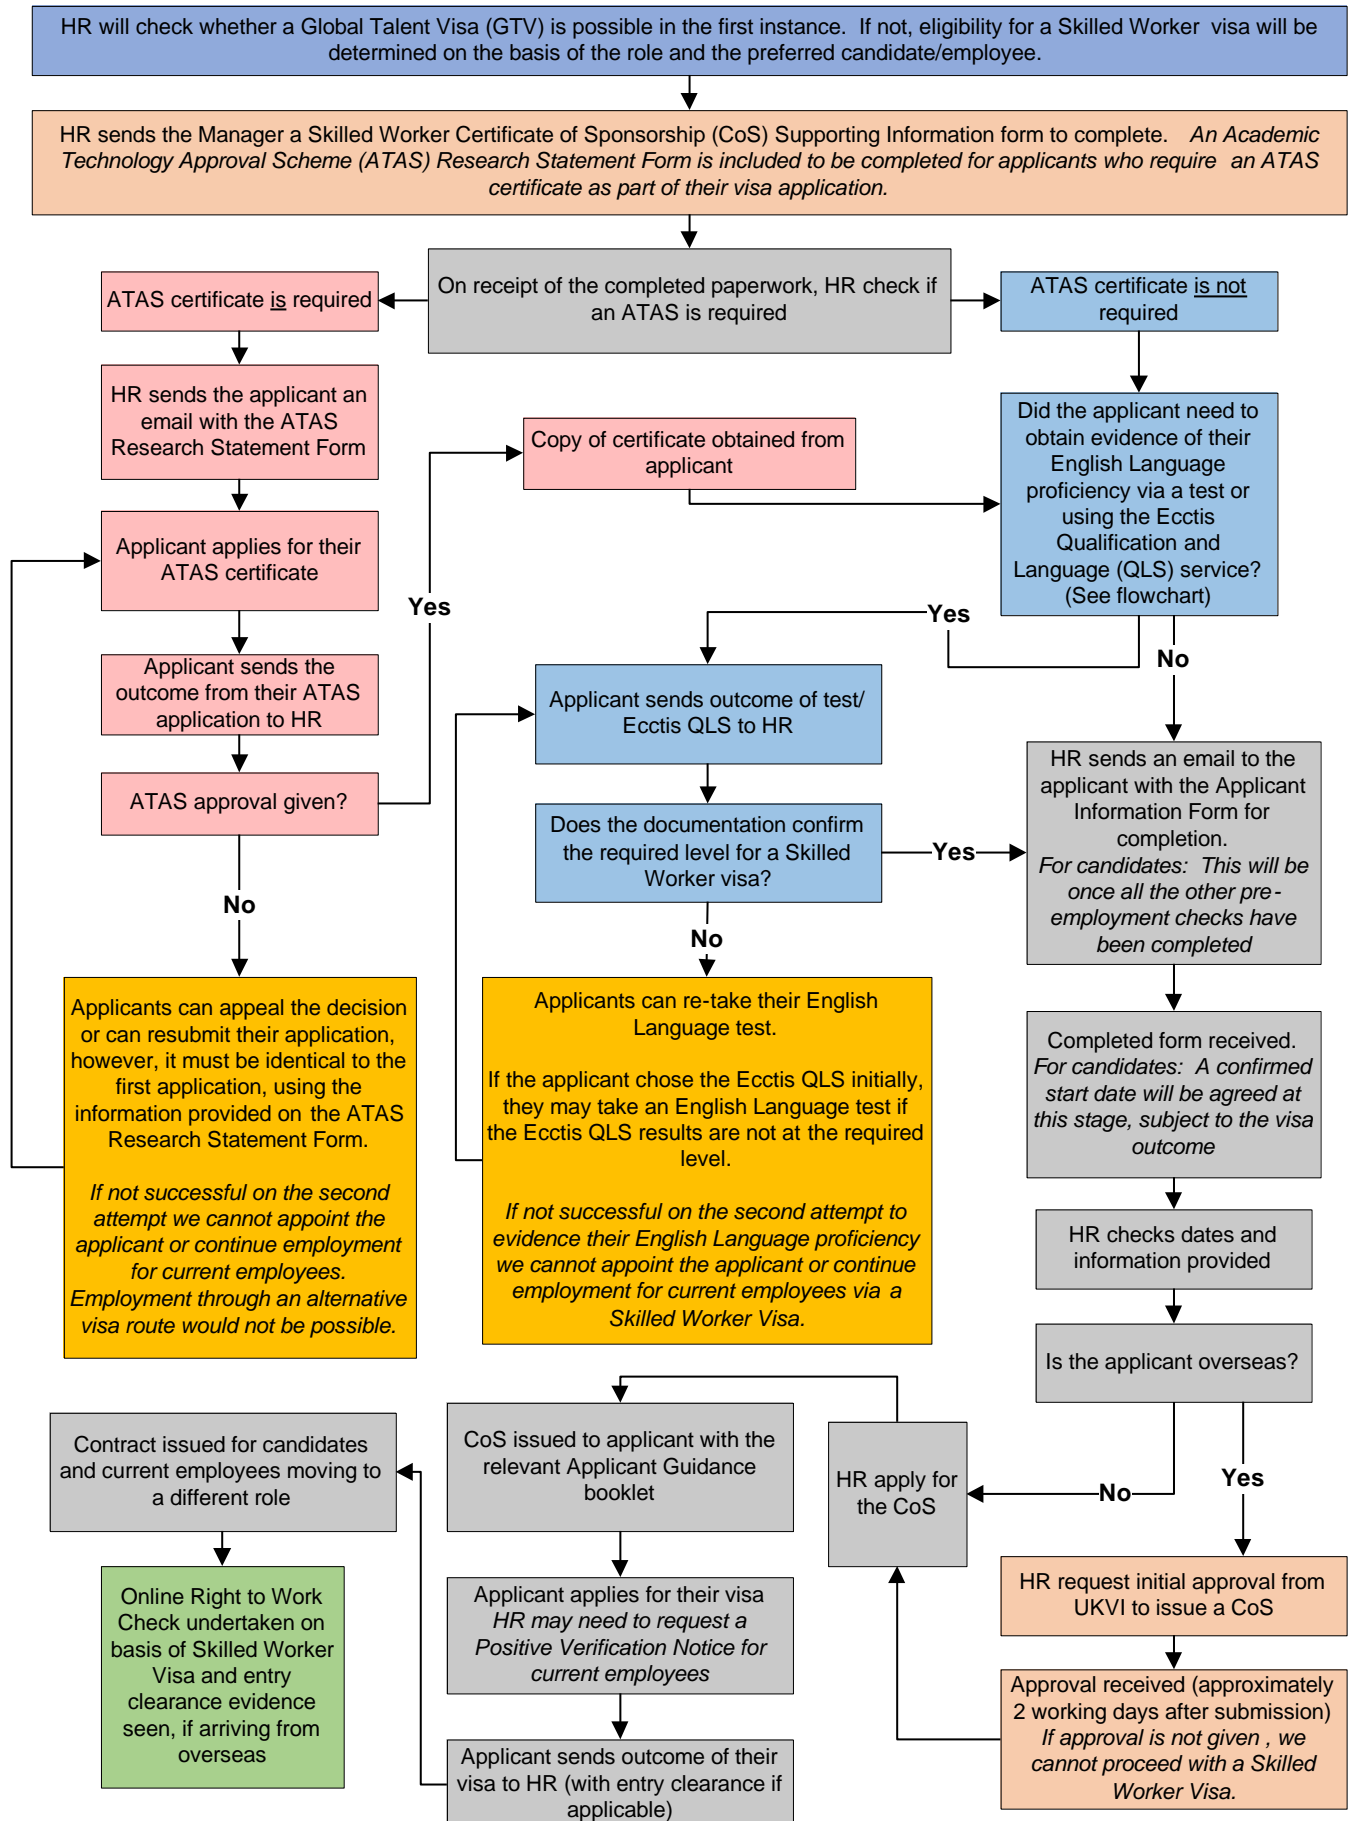 HR will check whether a Global Talent Visa (GTV) is possible in the first instance.  If not, eligibility for a Skilled Worker  visa will be
determined on the basis of the role and the preferred candidate/employee.
HR sends the Manager a Skilled Worker Certificate of Sponsorship (CoS) Supporting Information form to complete.   An Academic
Technology Approval Scheme (ATAS) Research Statement Form is included to be completed for applicants who require  an ATAS
certificate as part of their visa application.
On receipt of the completed paperwork, HR check if
an ATAS is required
ATAS certificate is required
ATAS certificate is not
required
HR sends the applicant an
email with the ATAS
Research Statement Form
Copy of certificate obtained from
applicant
Did the applicant need to
obtain evidence of their
English Language
proficiency via a test or
using the Ecctis
Qualification and
Language (QLS) service?
(See flowchart)
Applicant applies for their
ATAS certificate
Yes
Yes
No
Applicant sends the
outcome from their ATAS
application to HR
Applicant sends outcome of test/
Ecctis QLS to HR
ATAS approval given?
HR sends an email to the
applicant with the Applicant
Information Form for
completion.
For candidates:  This will be
once all the other pre-
employment checks have
been completed
Does the documentation confirm
the required level for a Skilled
Worker visa?
Yes
No
No
Applicants can appeal the decision
or can resubmit their application,
however, it must be identical to the
first application, using the
information provided on the ATAS
Research Statement Form.
If not successful on the second
attempt we cannot appoint the
applicant or continue employment
for current employees.
Employment through an alternative
visa route would not be possible.
Applicants can re-take their English
Language test.
If the applicant chose the Ecctis QLS initially,
they may take an English Language test if
the Ecctis QLS results are not at the required
level.
If not successful on the second attempt to
evidence their English Language proficiency
we cannot appoint the applicant or continue
employment for current employees via a
Skilled Worker Visa.
Completed form received.
For candidates:  A confirmed
start date will be agreed at
this stage, subject to the visa
outcome
HR checks dates and
information provided
Is the applicant overseas?
No
Yes
HR apply for
the CoS
HR request initial approval from
UKVI to issue a CoS
Approval received (approximately
2 working days after submission)
If approval is not given , we
cannot proceed with a Skilled
Worker Visa.
CoS issued to applicant with the
relevant Applicant Guidance
booklet
Applicant applies for their visa
HR may need to request a
Positive Verification Notice for
current employees
Applicant sends outcome of their
visa to HR (with entry clearance if
applicable)
Contract issued for candidates
and current employees moving to
a different role
Online Right to Work
Check undertaken on
basis of Skilled Worker
Visa and entry
clearance evidence
seen, if arriving from
overseas